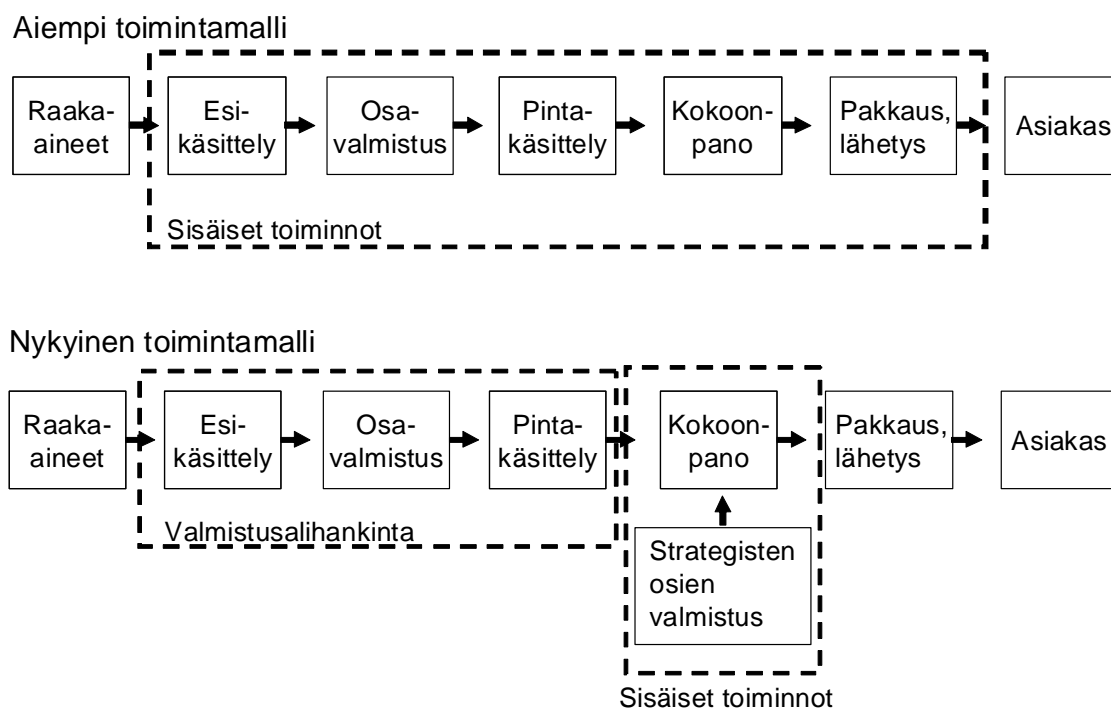 Aiempi toimintamalli
Raaka-
aineet
Esi-
käsittely
Osa-
valmistus
Pinta-
käsittely
Kokoon-
pano
Pakkaus,
lähetys
Asiakas
Sisäiset toiminnot
Nykyinen toimintamalli
Raaka-
aineet
Esi-
käsittely
Osa-
valmistus
Pinta-
käsittely
Kokoon-
pano
Pakkaus,
lähetys
Asiakas
Valmistusalihankinta
Strategisten
osien
valmistus
Sisäiset toiminnot